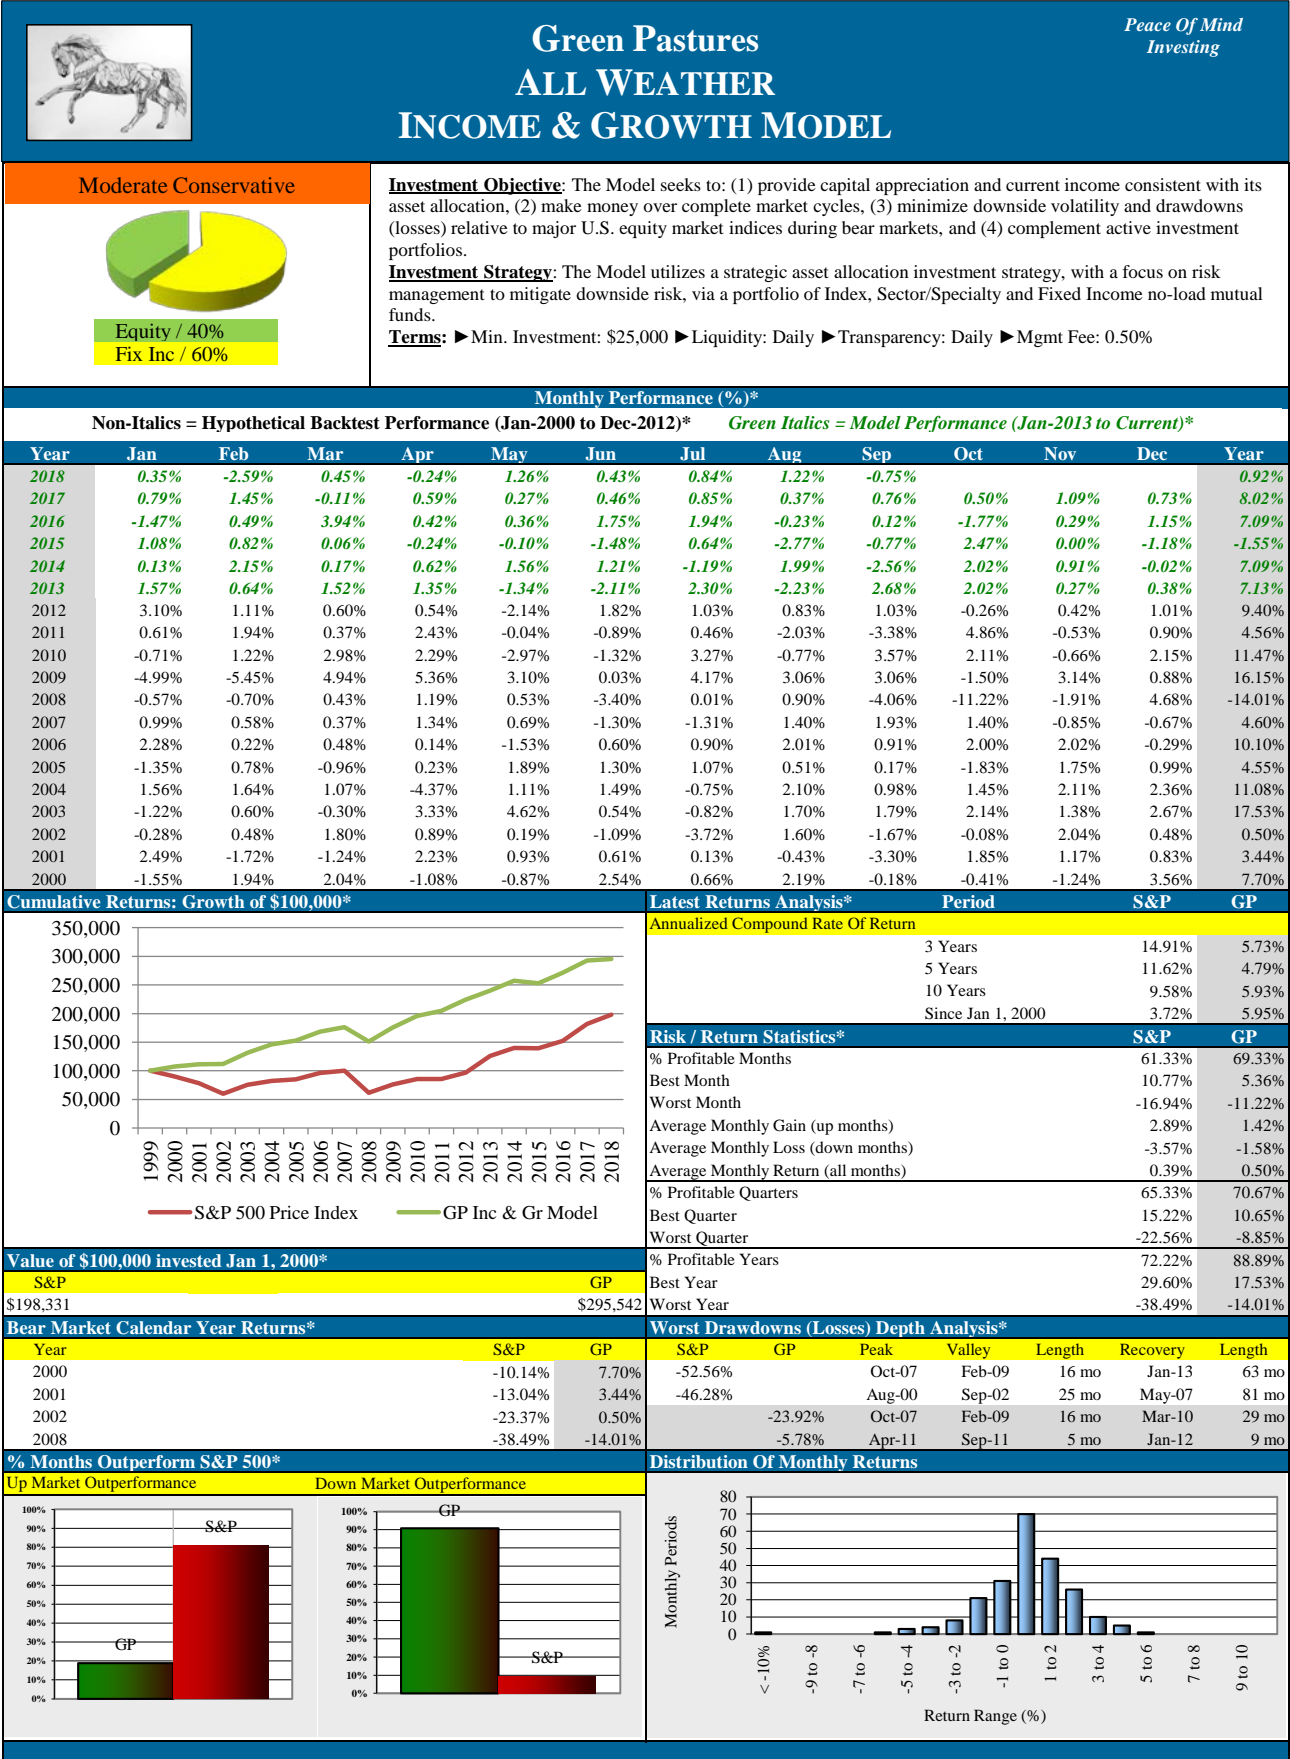 Peace Of Mind
Investing
Green Pastures
ALL WEATHER
INCOME & GROWTH MODEL
Moderate Conservative
Equity / 40%
Fix Inc / 60%
Investment Objective: The Model seeks to: (1) provide capital appreciation and current income consistent with its
asset allocation, (2) make money over complete market cycles, (3) minimize downside volatility and drawdowns
(losses) relative to major U.S. equity market indices during bear markets, and (4) complement active investment
portfolios.
Investment Strategy: The Model utilizes a strategic asset allocation investment strategy, with a focus on risk
management to mitigate downside risk, via a portfolio of Index, Sector/Specialty and Fixed Income no-load mutual
funds.
Terms: ►Min. Investment: $25,000 ►Liquidity: Daily ►Transparency: Daily ►Mgmt Fee: 0.50%
Monthly Performance (%)*
Non-Italics = Hypothetical Backtest Performance (Jan-2000 to Dec-2012)* Green Italics = Model Performance (Jan-2013 to Current)*
Year Jan Feb Mar Apr May Jun Jul Aug Sep Oct Nov Dec Year
2018 0.35% -2.59% 0.45% -0.24% 1.26% 0.43% 0.84% 1.22% -0.75% 0.92%
2017 0.79% 1.45% -0.11% 0.59% 0.27% 0.46% 0.85% 0.37% 0.76% 0.50% 1.09% 0.73% 8.02%
2016 -1.47% 0.49% 3.94% 0.42% 0.36% 1.75% 1.94% -0.23% 0.12% -1.77% 0.29% 1.15% 7.09%
2015 1.08% 0.82% 0.06% -0.24% -0.10% -1.48% 0.64% -2.77% -0.77% 2.47% 0.00% -1.18% -1.55%
2014 0.13% 2.15% 0.17% 0.62% 1.56% 1.21% -1.19% 1.99% -2.56% 2.02% 0.91% -0.02% 7.09%
2013 1.57% 0.64% 1.52% 1.35% -1.34% -2.11% 2.30% -2.23% 2.68% 2.02% 0.27% 0.38% 7.13%
2012 3.10% 1.11% 0.60% 0.54% -2.14% 1.82% 1.03% 0.83% 1.03% -0.26% 0.42% 1.01% 9.40%
2011 0.61% 1.94% 0.37% 2.43% -0.04% -0.89% 0.46% -2.03% -3.38% 4.86% -0.53% 0.90% 4.56%
2010 -0.71% 1.22% 2.98% 2.29% -2.97% -1.32% 3.27% -0.77% 3.57% 2.11% -0.66% 2.15% 11.47%
2009 -4.99% -5.45% 4.94% 5.36% 3.10% 0.03% 4.17% 3.06% 3.06% -1.50% 3.14% 0.88% 16.15%
2008 -0.57% -0.70% 0.43% 1.19% 0.53% -3.40% 0.01% 0.90% -4.06% -11.22% -1.91% 4.68% -14.01%
2007 0.99% 0.58% 0.37% 1.34% 0.69% -1.30% -1.31% 1.40% 1.93% 1.40% -0.85% -0.67% 4.60%
2006 2.28% 0.22% 0.48% 0.14% -1.53% 0.60% 0.90% 2.01% 0.91% 2.00% 2.02% -0.29% 10.10%
2005 -1.35% 0.78% -0.96% 0.23% 1.89% 1.30% 1.07% 0.51% 0.17% -1.83% 1.75% 0.99% 4.55%
2004 1.56% 1.64% 1.07% -4.37% 1.11% 1.49% -0.75% 2.10% 0.98% 1.45% 2.11% 2.36% 11.08%
2003 -1.22% 0.60% -0.30% 3.33% 4.62% 0.54% -0.82% 1.70% 1.79% 2.14% 1.38% 2.67% 17.53%
2002 -0.28% 0.48% 1.80% 0.89% 0.19% -1.09% -3.72% 1.60% -1.67% -0.08% 2.04% 0.48% 0.50%
2001 2.49% -1.72% -1.24% 2.23% 0.93% 0.61% 0.13% -0.43% -3.30% 1.85% 1.17% 0.83% 3.44%
2000 -1.55% 1.94% 2.04% -1.08% -0.87% 2.54% 0.66% 2.19% -0.18% -0.41% -1.24% 3.56% 7.70%
Cumulative Returns: Growth of $100,000*
350,000
300,000
250,000
200,000
150,000
100,000
50,000
0
1999 2000 2001 2002 2003 2004 2005 2006 2007 2008 2009 2010 2011 2012 2013 2014 2015 2016 2017 2018
S&P 500 Price Index GP Inc & Gr Model
Latest Returns Analysis* Period S&P GP
Annualized Compound Rate Of Return
3 Years 14.91% 5.73%
5 Years 11.62% 4.79%
10 Years 9.58% 5.93%
Since Jan 1, 2000 3.72% 5.95%
Risk / Return Statistics* S&P GP
% Profitable Months 61.33% 69.33%
Best Month 10.77% 5.36%
Worst Month -16.94% -11.22%
Average Monthly Gain (up months) 2.89% 1.42%
Average Monthly Loss (down months) -3.57% -1.58%
Average Monthly Return (all months) 0.39% 0.50%
% Profitable Quarters 65.33% 70.67%
Best Quarter 15.22% 10.65%
Worst Quarter -22.56% -8.85%
% Profitable Years 72.22% 88.89%
Best Year 29.60% 17.53%
Worst Year -38.49% -14.01%
Value of $100,000 invested Jan 1, 2000*
S&P GP
$198,331 $295,542
Bear Market Calendar Year Returns*
Year S&P GP
2000 -10.14% 7.70%
2001 -13.04% 3.44%
2002 -23.37% 0.50%
2008 -38.49% -14.01%
Worst Drawdowns (Losses) Depth Analysis*
S&P GP Peak Valley Length Recovery Length
-52.56% Oct-07 Feb-09 16 mo Jan-13 63 mo
-46.28% Aug-00 Sep-02 25 mo May-07 81 mo
-23.92% Oct-07 Feb-09 16 mo Mar-10 29 mo
-5.78% Apr-11 Sep-11 5 mo Jan-12 9 mo
% Months Outperform S&P 500*
Up Market Outperformance
100%
90%
80%
70%
60%
50%
40%
30%
20%
10%
0%
GP
S&P
Down Market Outperformance
100%
90%
80%
70%
60%
50%
40%
30%
20%
10%
0%
GP
S&P
Distribution Of Monthly Returns
Monthly Periods
80
70
60
50
40
30
20
10
0
< -10% -9 to -8 -7 to -6 -5 to -4 -3 to -2 -1 to 0 1 to 2 3 to 4 5 to 6 7 to 8 9 to 10
Return Range (%)